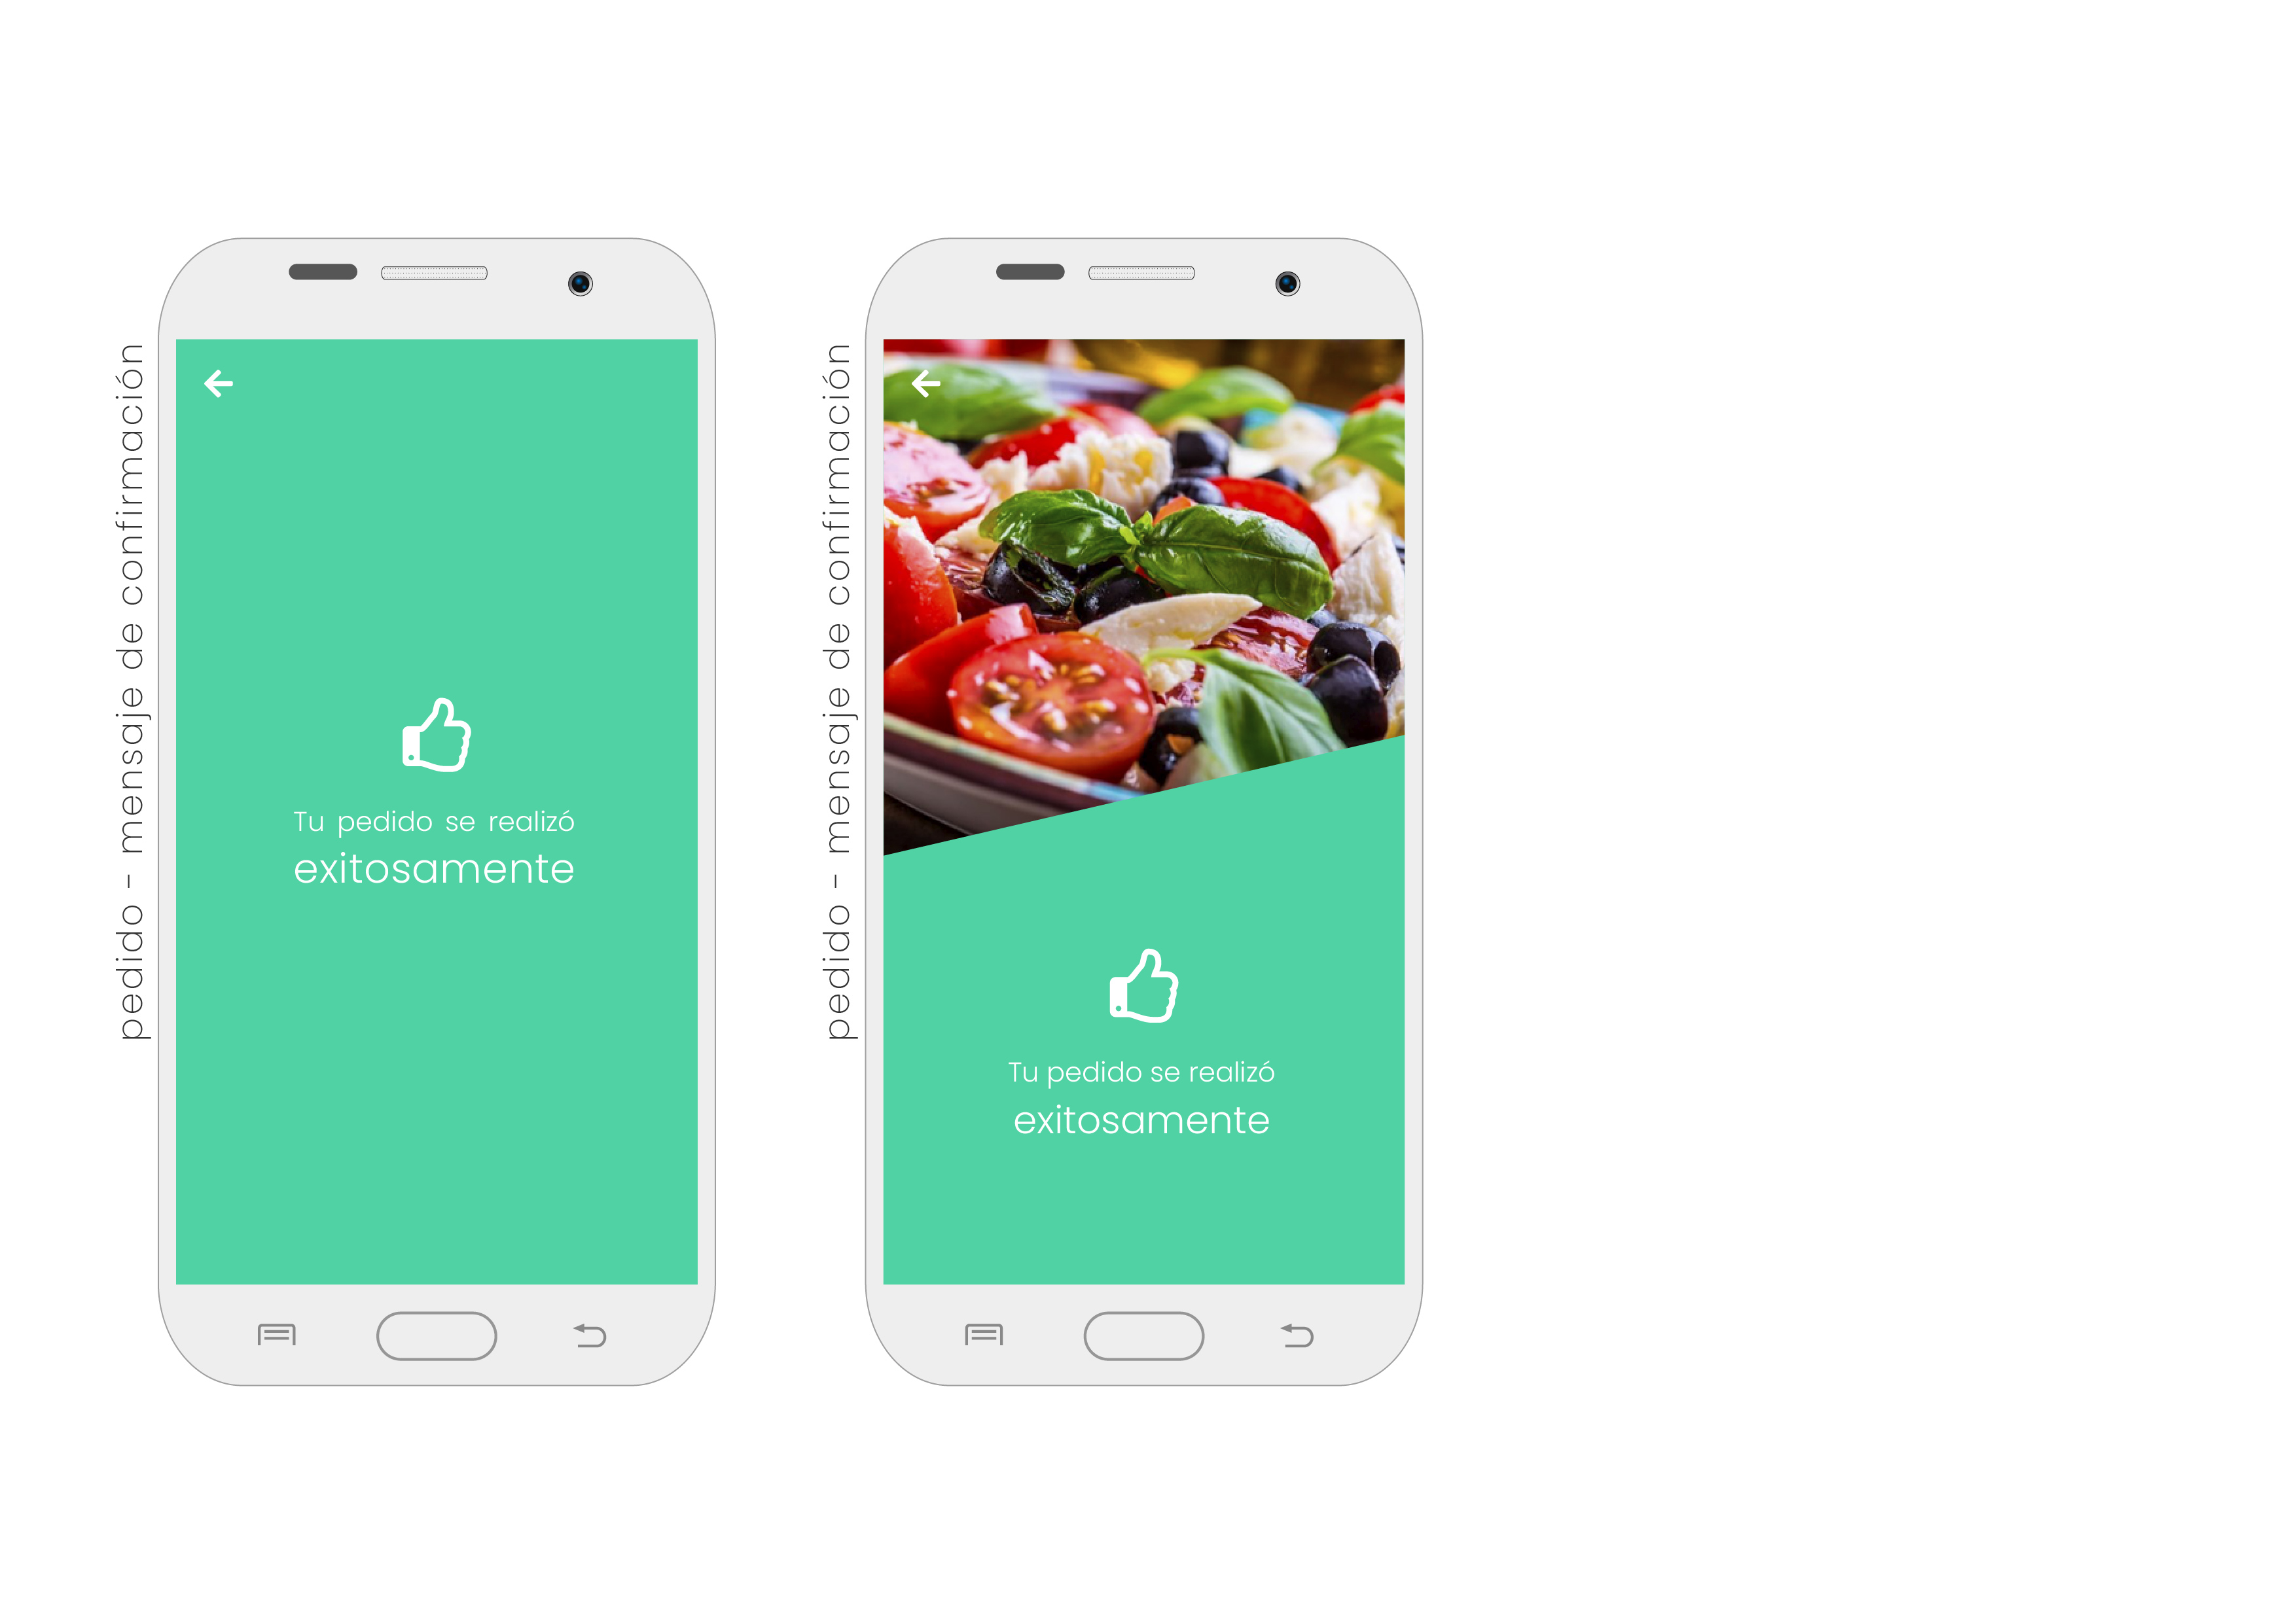 pedido - mensaje de confirmación
Tu pedido se realizó
exitosamente
pedido - mensaje de confirmación
Tu pedido se realizó
exitosamente